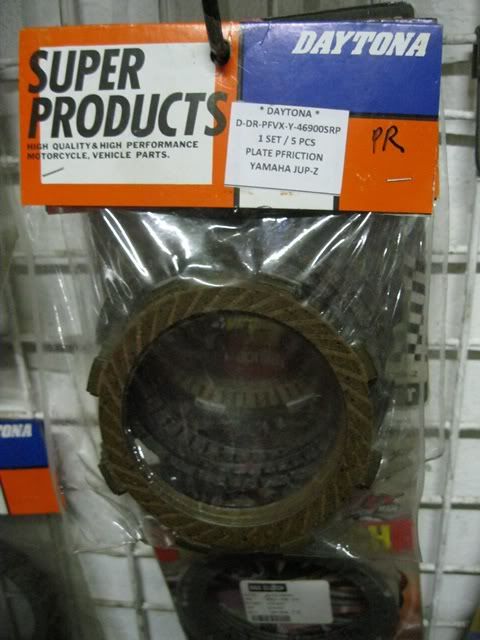 SUPER
PRODUCTS
HIGH QUALITY & HIGH PERFORMANCE
MOTORCYCLE, VEHICLE PARTS.
DAYTONA
* DAYTONA *
D-DR-PFVX-Y-46900SRP
1 SET / 5 PCS
PLATE PFRICTION
YAMAHA JUP-Z
PR
TONA
H